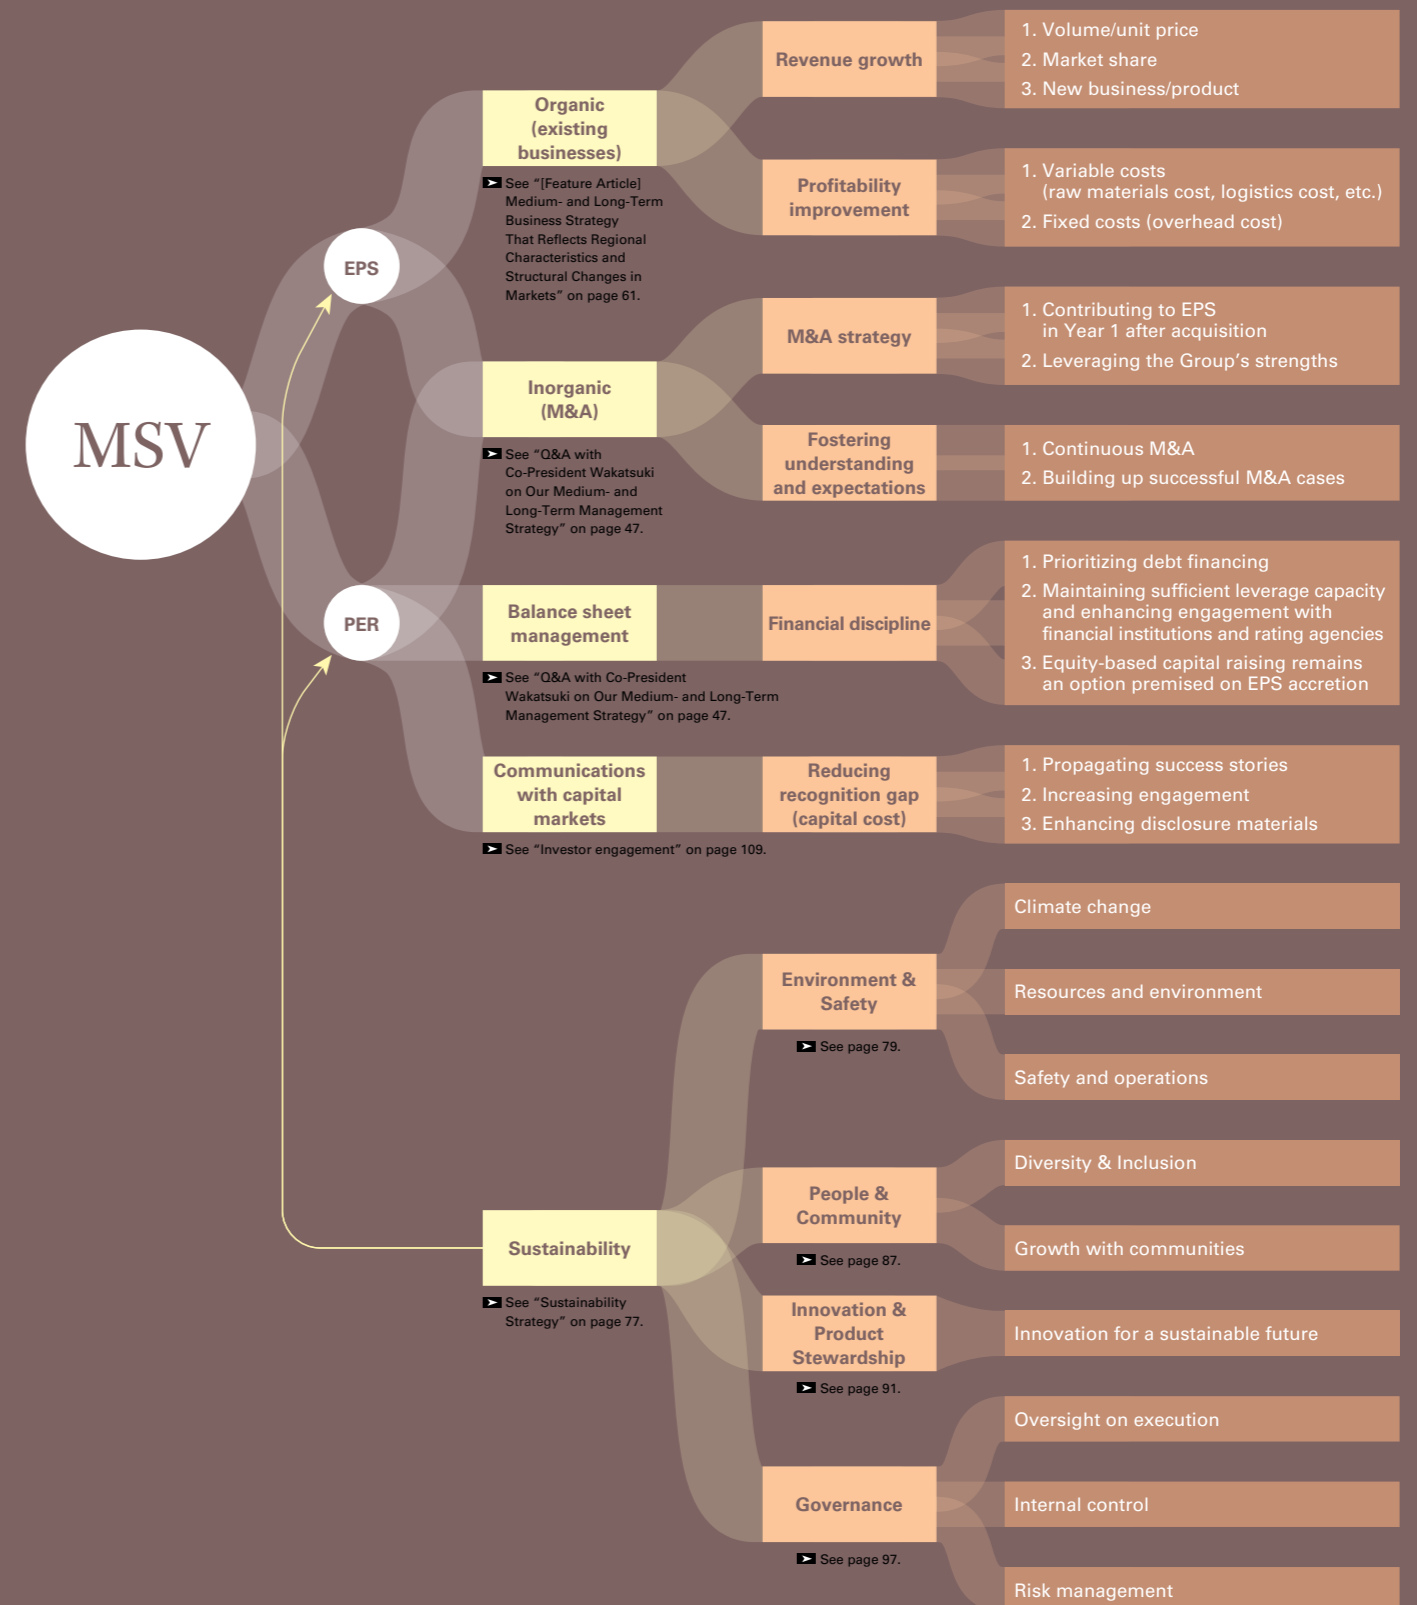 MSV
EPS
PER
Organic
(existing
businesses)
See “[Feature Article]
Medium- and Long-Term
Business Strategy
That Reflects Regional
Characteristics and
Structural Changes in
Markets” on page 61.
Revenue growth
1. Volume/unit price
2. Market share
3. New business/product
Profitability
improvement
1. Variable costs
(raw materials cost, logistics cost, etc.)
2. Fixed costs (overhead cost)
Inorganic
(M&A)
See “Q&A with
Co-President Wakatsuki
on Our Medium- and
Long-Term Management
Strategy” on page 47.
M&A strategy
1. Contributing to EPS
in Year 1 after acquisition
2. Leveraging the Group’s strengths
Fostering
understanding
and expectations
1. Continuous M&A
2. Building up successful M&A cases
Balance sheet
management
See “Q&A with Co-President
Wakatsuki on Our Medium- and Long-Term
Management Strategy” on page 47.
Financial discipline
1. Prioritizing debt financing
2. Maintaining sufficient leverage capacity
and enhancing engagement with
financial institutions and rating agencies
3. Equity-based capital raising remains
an option premised on EPS accretion
Communications
with capital
markets
See “Investor engagement” on page 109.
Reducing
recognition gap
(capital cost)
1. Propagating success stories
2. Increasing engagement
3. Enhancing disclosure materials
Sustainability
See “Sustainability
Strategy” on page 77.
Environment &
Safety
See page 79.
Climate change
Resources and environment
Safety and operations
People &
Community
See page 87.
Diversity & Inclusion
Growth with communities
Innovation &
Product
Stewardship
See page 91.
Innovation for a sustainable future
Governance
See page 97.
Oversight on execution
Internal control
Risk management